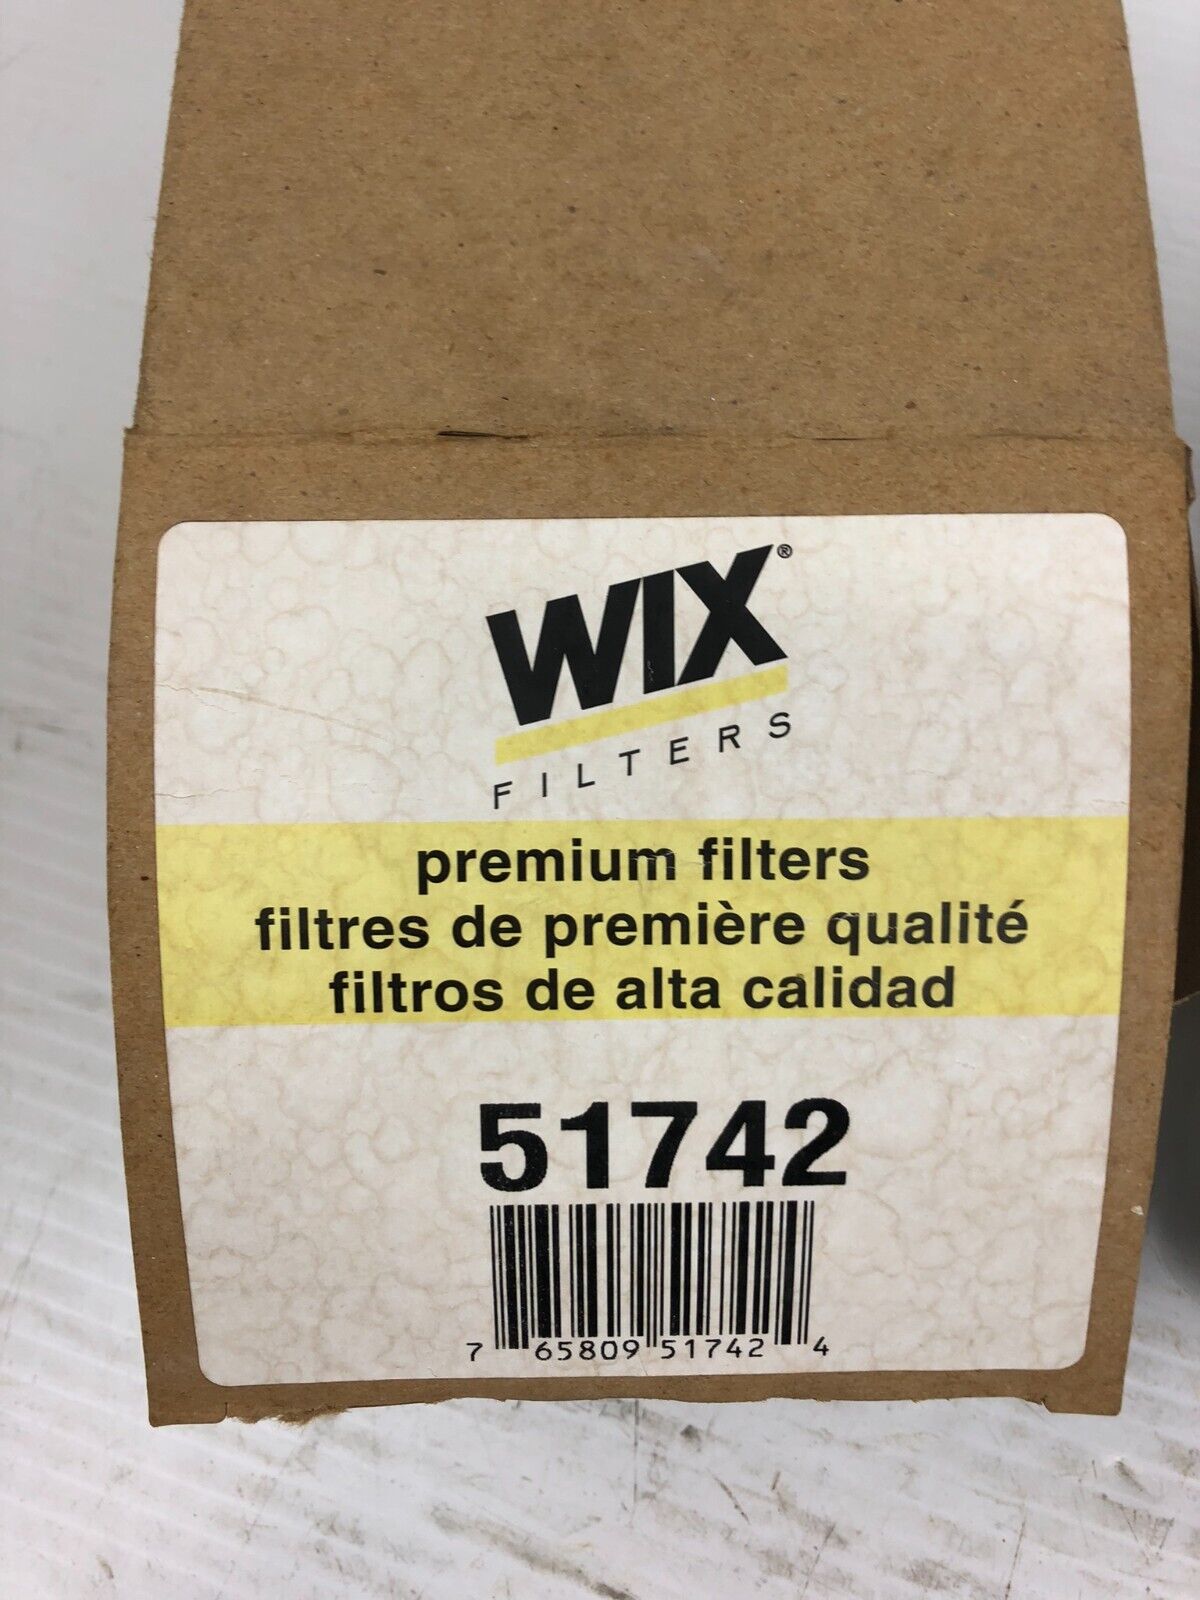 WIX®
FILTERS
premium filters
filtres de première qualité
filtros de alta calidad
51742
7 65809 51742 4